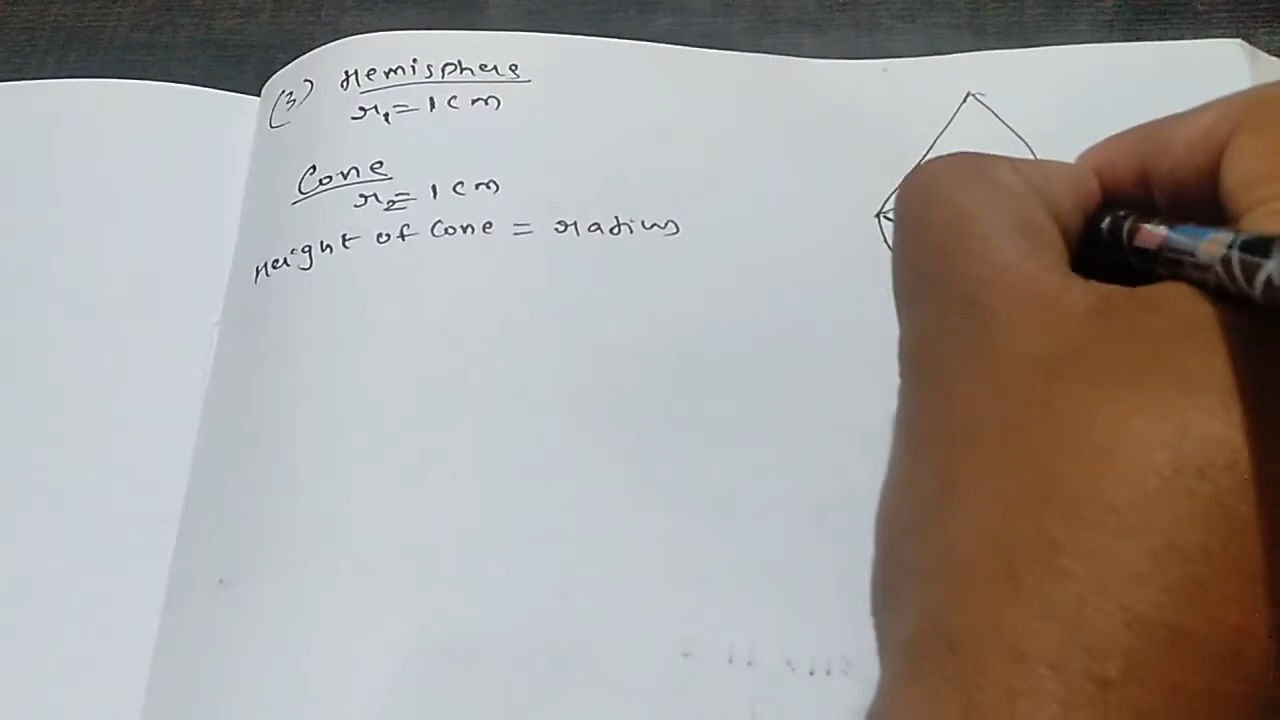 (3) Hemisphere
r₁ = 1 cm
Cone
r₂ = 1 cm
Height of Cone = radius